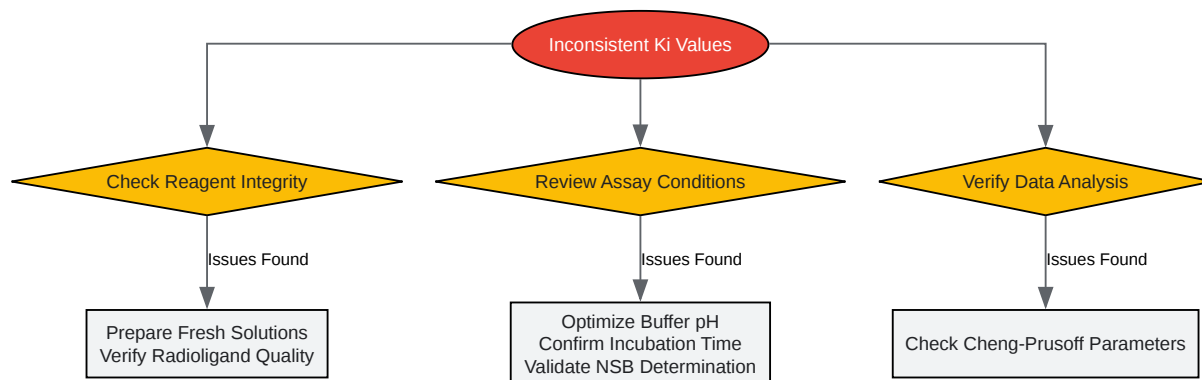 Inconsistent Ki Values
Check Reagent Integrity
Review Assay Conditions
Verify Data Analysis
Issues Found
Issues Found
Issues Found
Prepare Fresh Solutions
Verify Radioligand Quality
Optimize Buffer pH
Confirm Incubation Time
Validate NSB Determination
Check Cheng-Prusoff Parameters